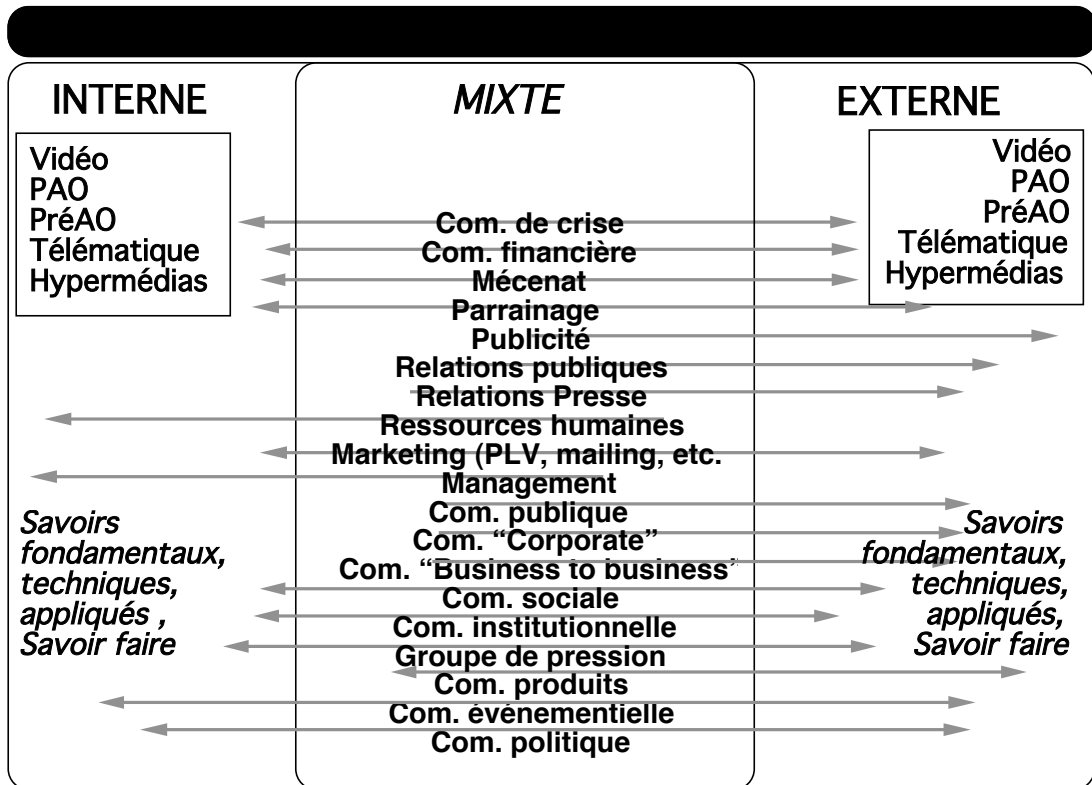 INTERNE
MIXTE
EXTERNE
Vidéo
PAO
PréAO
Télématique
Hypermédias
Vidéo
PAO
PréAO
Télématique
Hypermédias
Com. de crise
Com. financière
Mécenat
Parrainage
Publicité
Relations publiques
Relations Presse
Ressources humaines
Marketing (PLV, mailing, etc.
Management
Com. publique
Com. “Corporate”
Com. “Business to business”
Com. sociale
Com. institutionnelle
Groupe de pression
Com. produits
Com. événementielle
Com. politique
Savoirs
fondamentaux,
techniques,
appliqués ,
Savoir faire
Savoirs
fondamentaux,
techniques,
appliqués,
Savoir faire